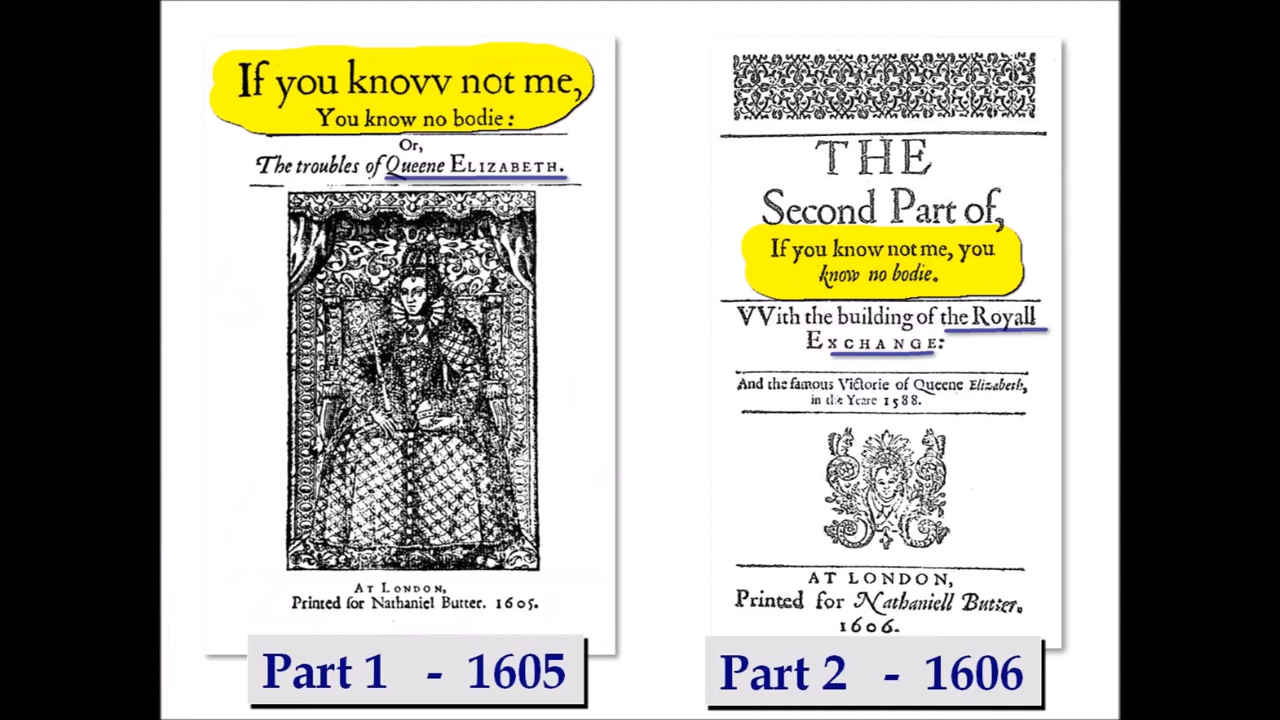 If you knovv not me,
You know no bodie:
Or,
The troubles of Queene ELIZABETH.
AT LONDON,
Printed for Nathaniel Butter. 1605.
Part 1 - 1605
THE
Second Part of,
If you know not me, you
know no bodie.
VVith the building of the Royall
EXCHANGE:
And the famous Victorie of Queene Elizabeth,
in the Yeare 1588.
AT LONDON,
Printed for Nathaniell Butter.
1606.
Part 2 - 1606